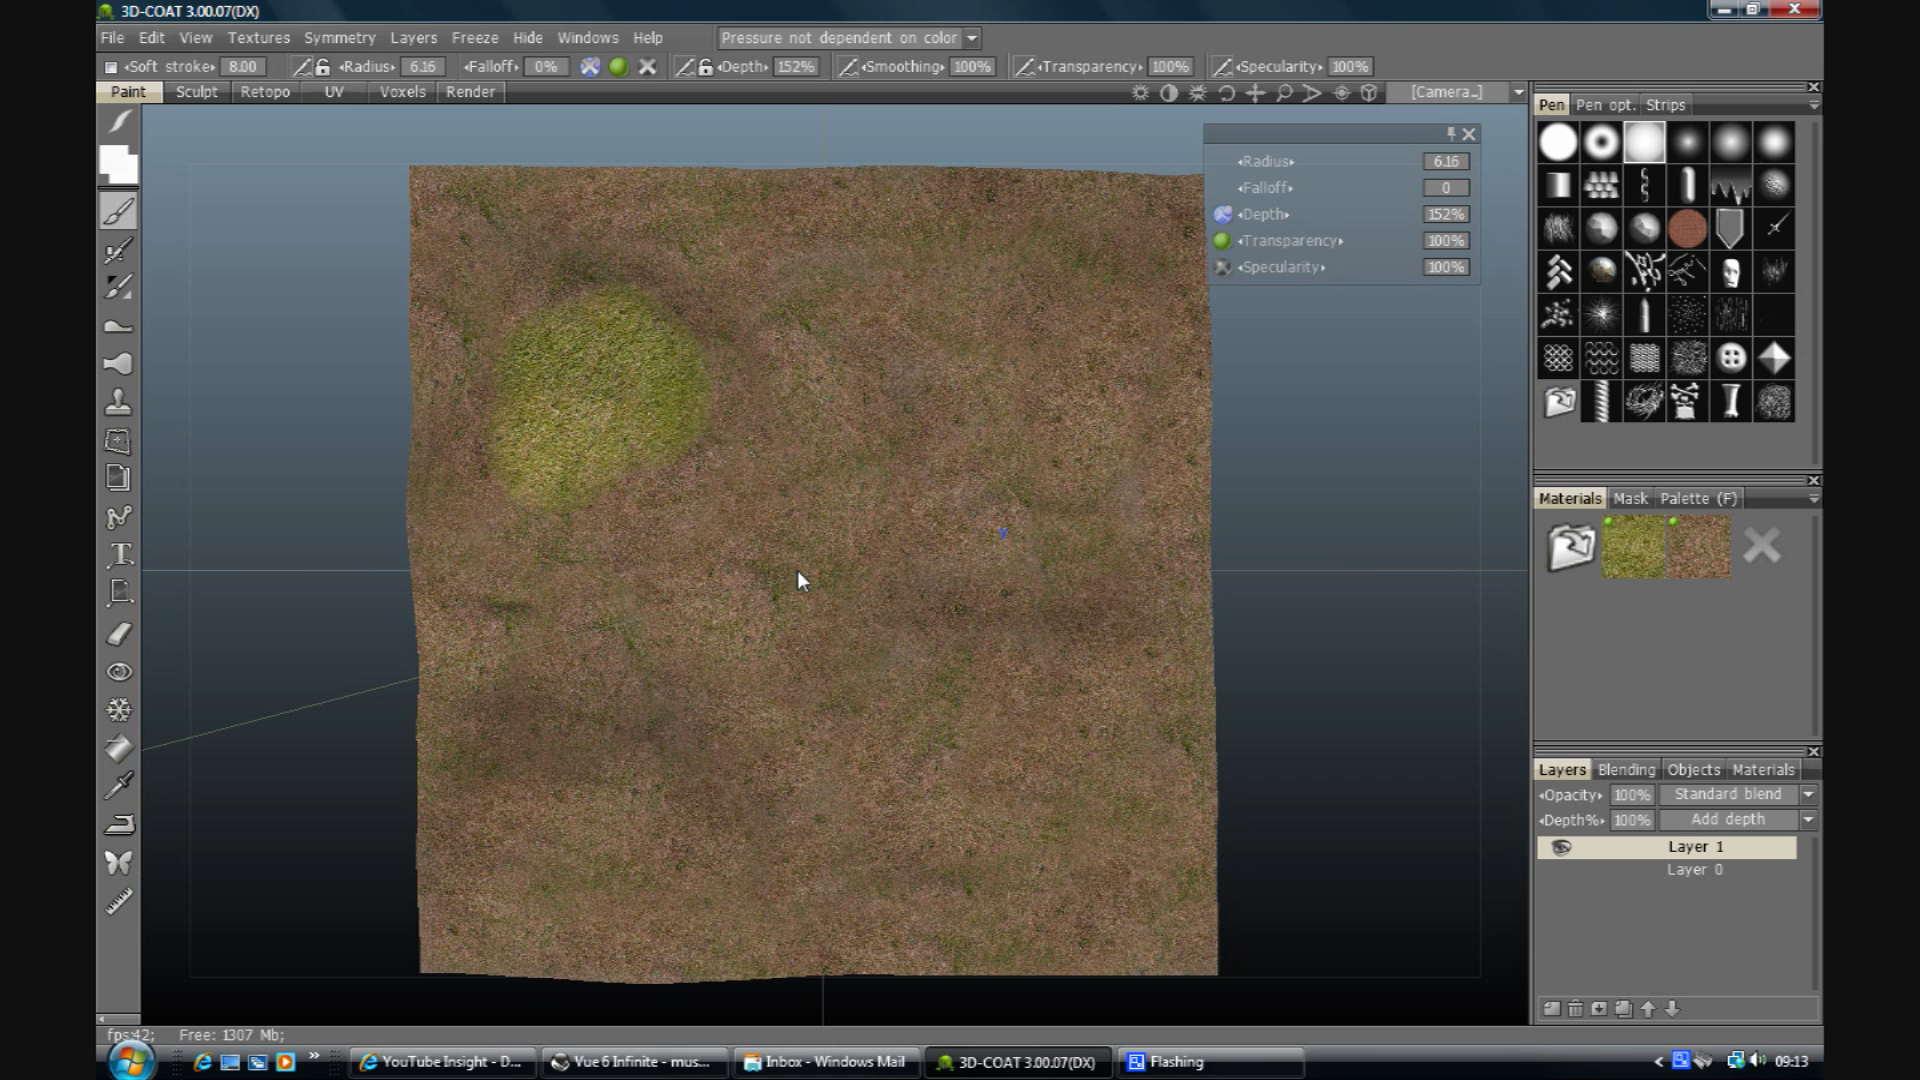 3D-COAT 3.00.07(DX)
File Edit View Textures Symmetry Layers Freeze Hide Windows Help Pressure not dependent on color
Soft stroke 8.00 Radius 6.16 Falloff 0% Depth 152% Smoothing 100% Transparency 100% Specularity 100%
Paint Sculpt Retopo UV Voxels Render [Camera_]
Pen Pen opt. Strips
Radius 6.16
Falloff 0
Depth 152%
Transparency 100%
Specularity 100%
Y
Materials Mask Palette (F)
Layers Blending Objects Materials
Opacity 100% Standard blend
Depth% 100% Add depth
Layer 1
Layer 0
fps:42; Free: 1307 Mb;
YouTube Insight - D... Vue 6 Infinite - mus... Inbox - Windows Mail 3D-COAT 3.00.07(DX) Flashing 09:13